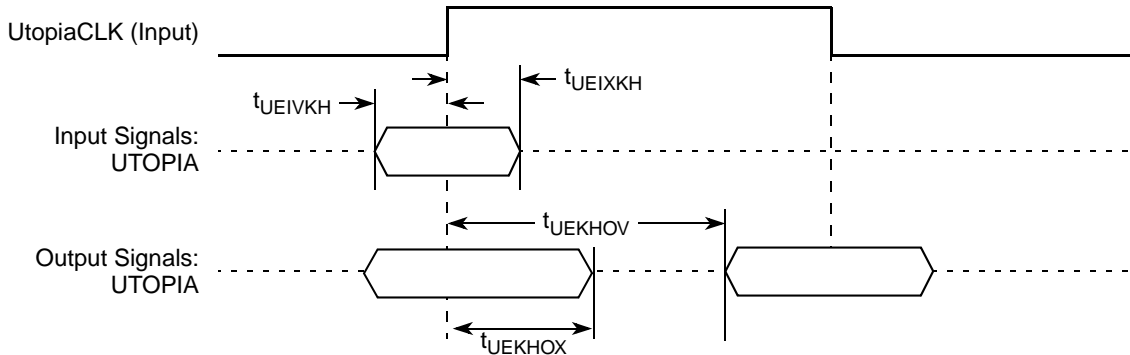 UtopiaCLK (Input)
tUEIXKH
tUEIVKH
Input Signals:
UTOPIA
tUEKHOV
Output Signals:
UTOPIA
tUEKHOX